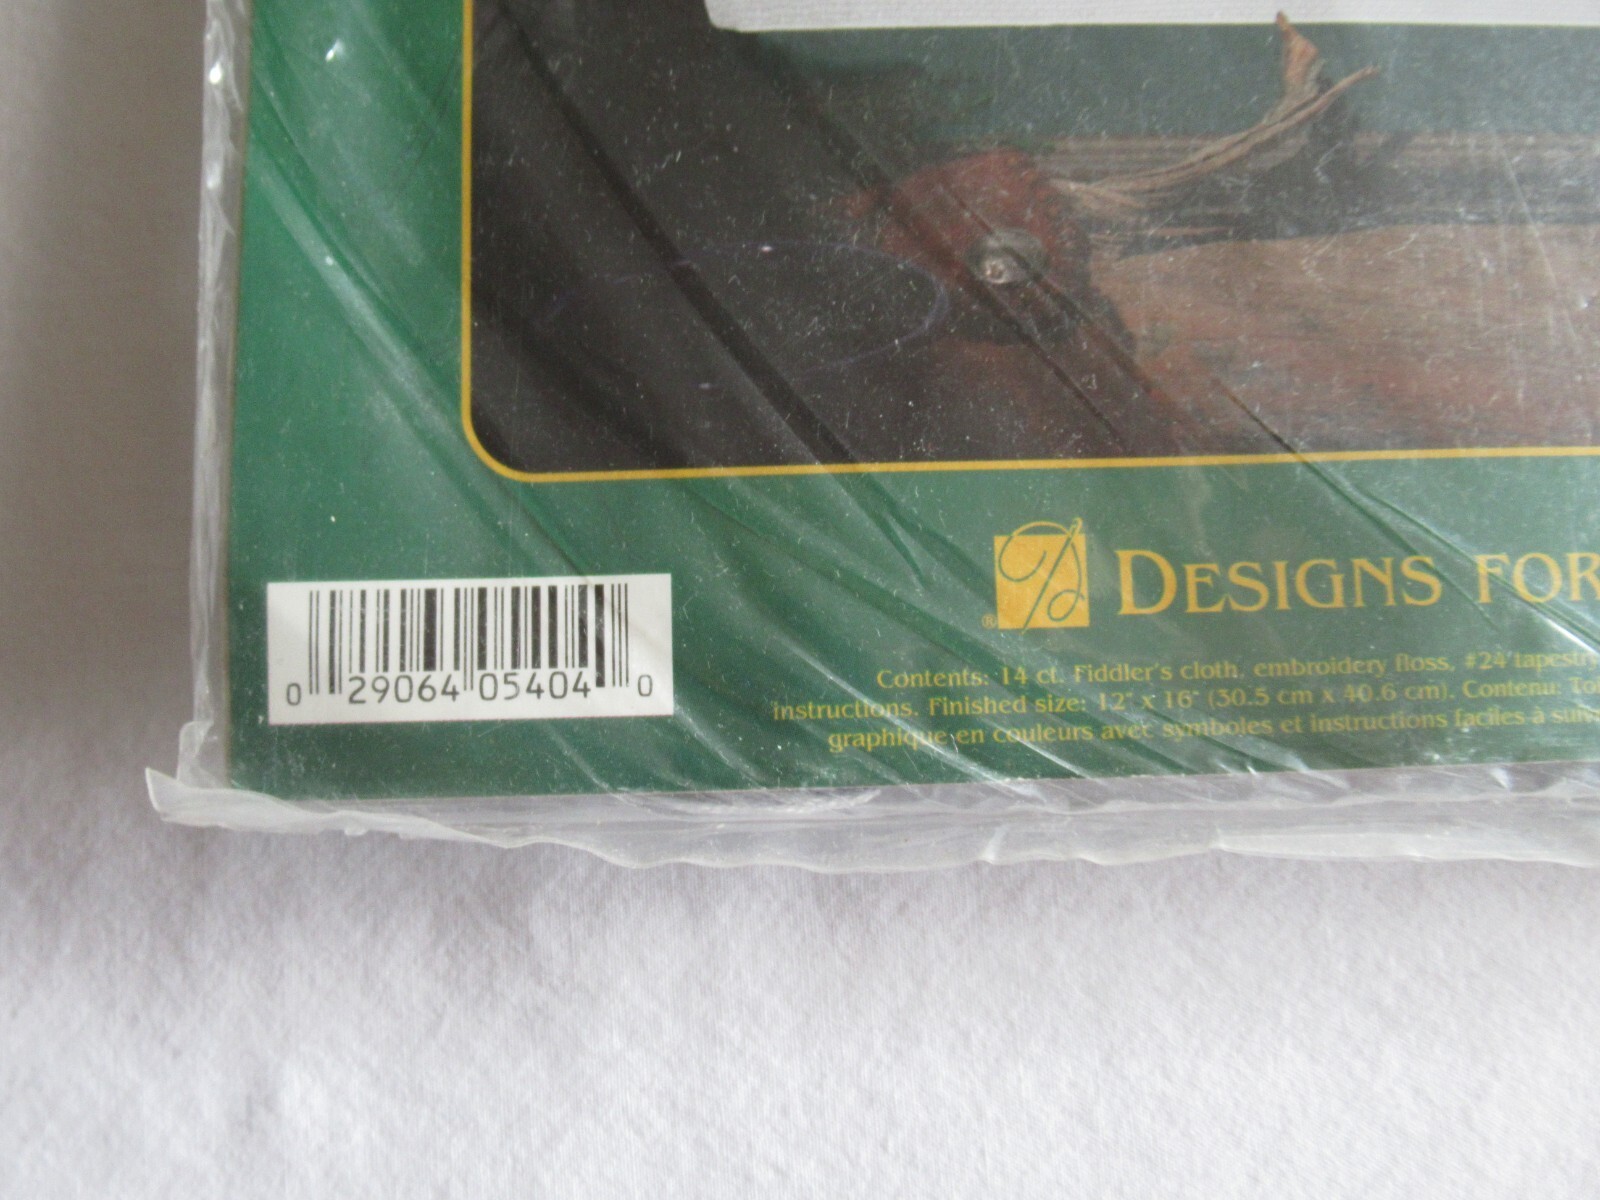 DESIGNS FOR
®
Contents: 14 ct. Fiddler's cloth, embroidery floss, #24 tapestry
instructions. Finished size: 12" x 16" (30.5 cm x 40.6 cm). Contenu:
graphique en couleurs avec symboles et instructions faciles à
0 29064 05404 0